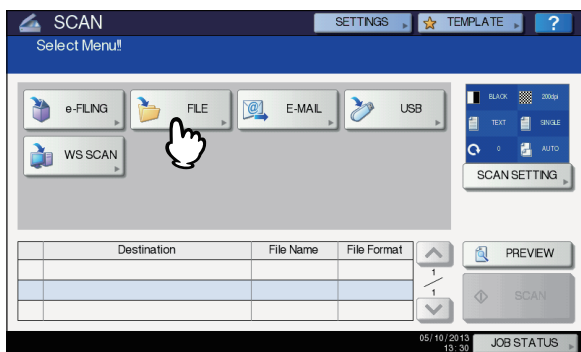 SCAN
SETTINGS
TEMPLATE
?
Select Menu!!
e-FILING
FILE
E-MAIL
USB
BLACK
200dpi
TEXT
SINGLE
0
AUTO
WS SCAN
SCAN SETTING
Destination
File Name
File Format
PREVIEW
1
1
SCAN
05/10/2013
13:30
JOB STATUS